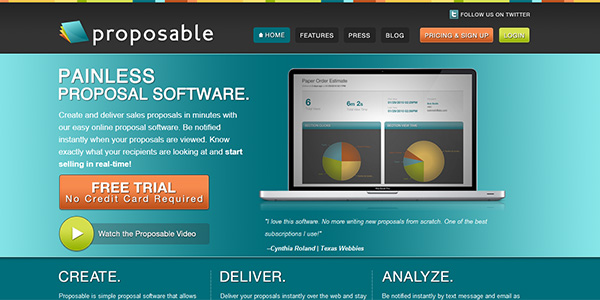 FOLLOW US ON TWITTER
proposable
HOME FEATURES PRESS BLOG PRICING & SIGN UP LOGIN
PAINLESS
PROPOSAL SOFTWARE.
Create and deliver sales proposals in minutes with
our easy online proposal software. Be notified
instantly when your proposals are viewed. Know
exactly what your recipients are looking at and start
selling in real-time!
FREE TRIAL
No Credit Card Required
Watch the Proposable Video
Paper Order Estimate
6
6m 2s
"I love this software. No more writing new proposals from scratch. One of the best
subscriptions I use!"
–Cynthia Roland | Texas Webbies
CREATE.
Proposable is simple proposal software that allows
DELIVER.
Deliver your proposals instantly over the web and stay
ANALYZE.
Be notified instantly by text message and email as